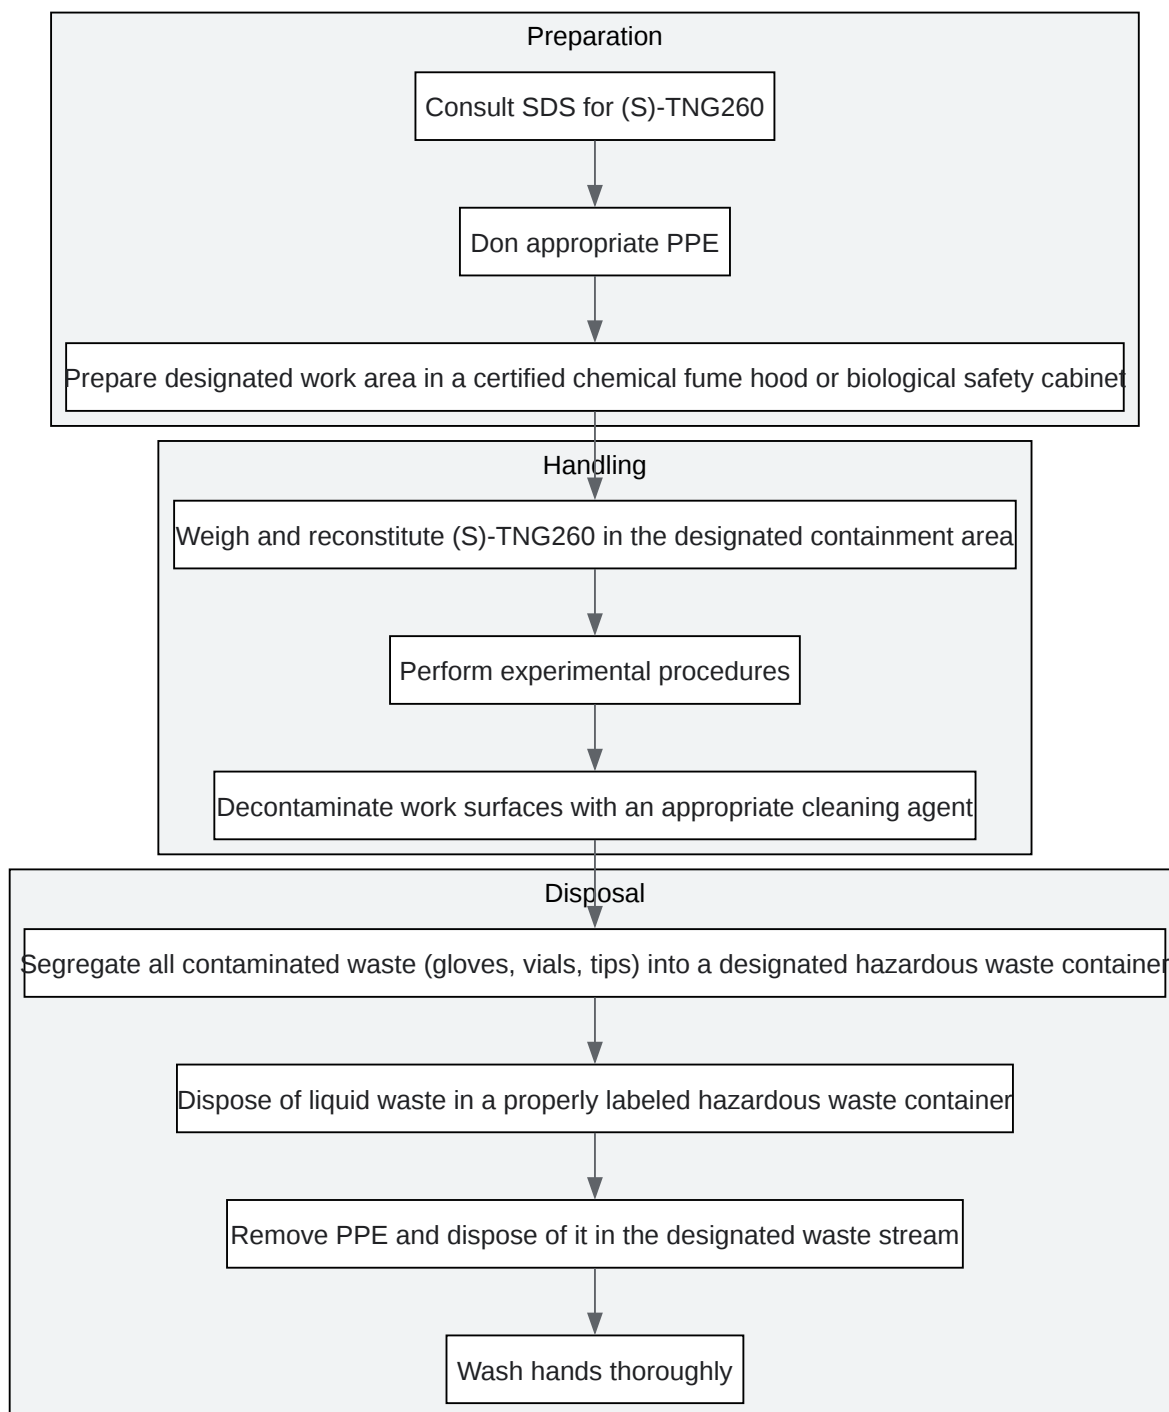 Preparation
Consult SDS for (S)-TNG260
Don appropriate PPE
Prepare designated work area in a certified chemical fume hood or biological safety cabinet
Handling
Weigh and reconstitute (S)-TNG260 in the designated containment area
Perform experimental procedures
Decontaminate work surfaces with an appropriate cleaning agent
Disposal
Segregate all contaminated waste (gloves, vials, tips) into a designated hazardous waste container
Dispose of liquid waste in a properly labeled hazardous waste container
Remove PPE and dispose of it in the designated waste stream
Wash hands thoroughly